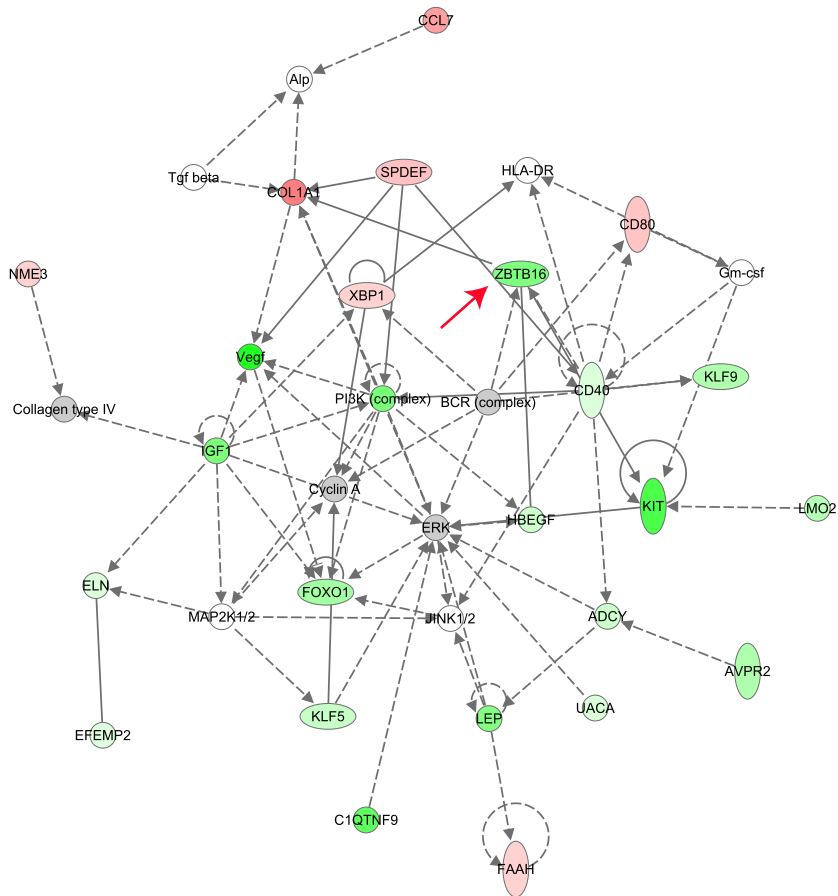 CCL7
Alp
Tgf beta
COL1A1
SPDEF
HLA-DR
CD80
NME3
XBP1
ZBTB16
Gm-csf
Vegf
KLF9
Collagen type IV
PI3K (complex)
BCR (complex)
CD40
IGF1
Cyclin A
ERK
HBEGF
KIT
LMO2
ELN
FOXO1
MAP2K1/2
JINK1/2
ADCY
AVPR2
EFEMP2
KLF5
LEP
UACA
C1QTNF9
FAAH